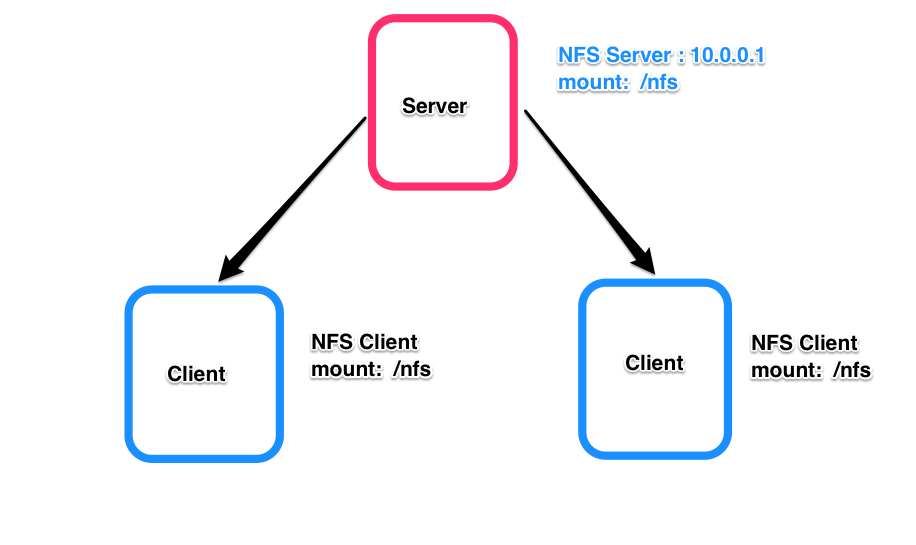 NFS Server : 10.0.0.1
mount:  /nfs
Server
NFS Client
mount:  /nfs
Client
NFS Client
mount:  /nfs
Client